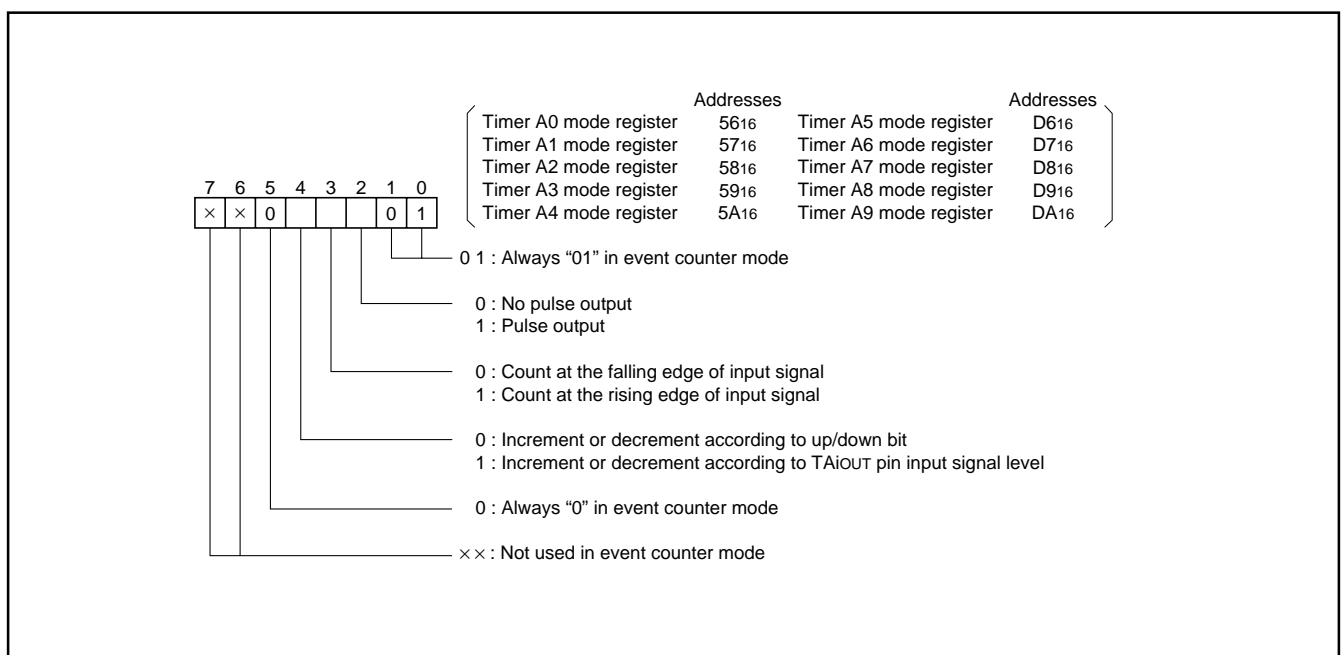 Addresses Addresses
Timer A0 mode register 5616 Timer A5 mode register D616
Timer A1 mode register 5716 Timer A6 mode register D716
Timer A2 mode register 5816 Timer A7 mode register D816
Timer A3 mode register 5916 Timer A8 mode register D916
Timer A4 mode register 5A16 Timer A9 mode register DA16
7 6 5 4 3 2 1 0
× × 0 0 1
0 1 : Always “01” in event counter mode
0 : No pulse output
1 : Pulse output
0 : Count at the falling edge of input signal
1 : Count at the rising edge of input signal
0 : Increment or decrement according to up/down bit
1 : Increment or decrement according to TAiOUT pin input signal level
0 : Always “0” in event counter mode
×× : Not used in event counter mode